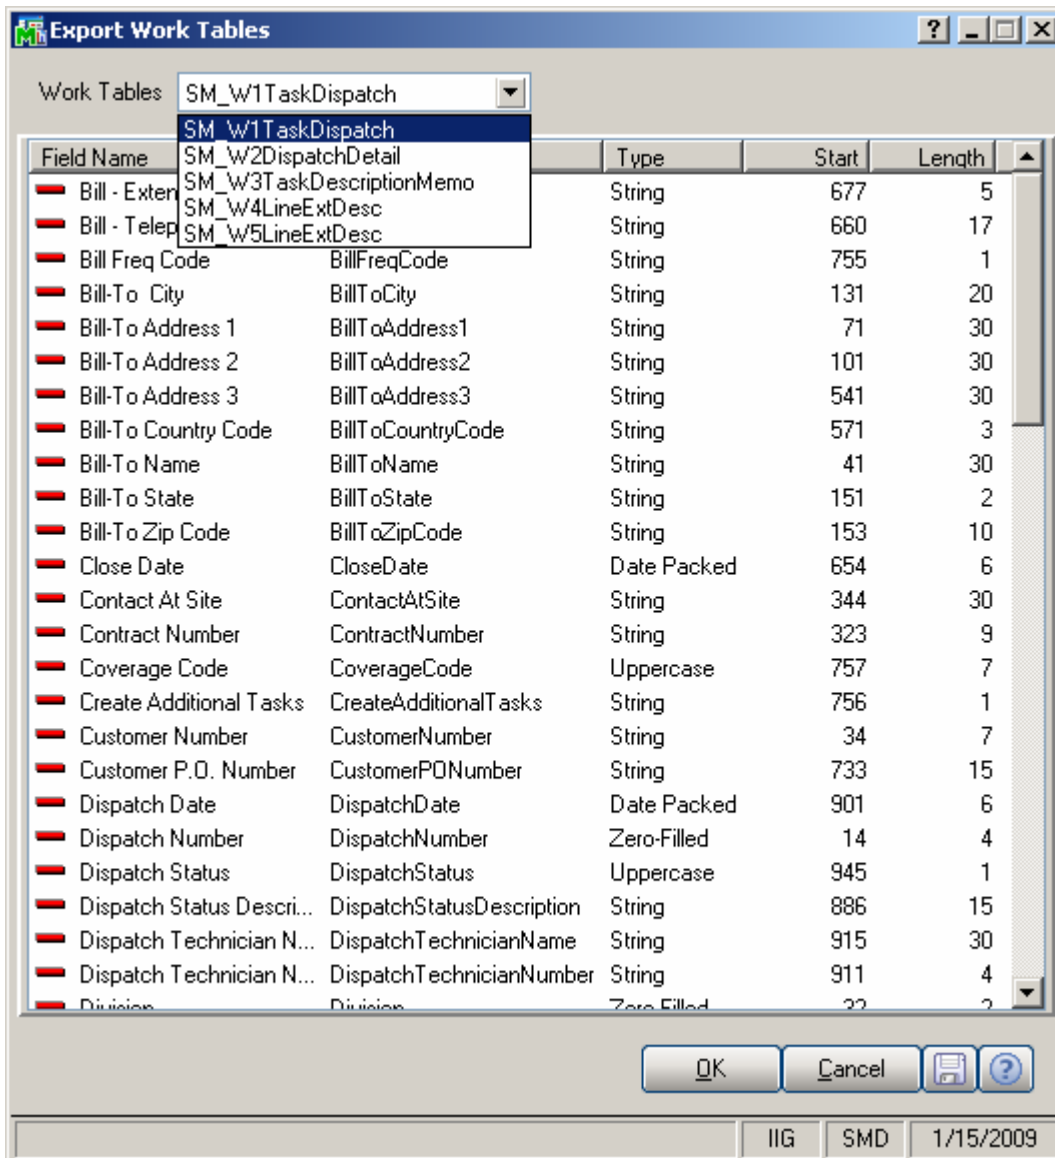 Export Work Tables
Work Tables SM_W1TaskDispatch
SM_W1TaskDispatch
SM_W2DispatchDetail
SM_W3TaskDescriptionMemo
SM_W4LineExtDesc
SM_W5LineExtDesc
Field Name Type Start Length
Bill - Exten String 677 5
Bill - Telep String 660 17
Bill Freq Code BillFreqCode String 755 1
Bill-To City BillToCity String 131 20
Bill-To Address 1 BillToAddress1 String 71 30
Bill-To Address 2 BillToAddress2 String 101 30
Bill-To Address 3 BillToAddress3 String 541 30
Bill-To Country Code BillToCountryCode String 571 3
Bill-To Name BillToName String 41 30
Bill-To State BillToState String 151 2
Bill-To Zip Code BillToZipCode String 153 10
Close Date CloseDate Date Packed 654 6
Contact At Site ContactAtSite String 344 30
Contract Number ContractNumber String 323 9
Coverage Code CoverageCode Uppercase 757 7
Create Additional Tasks CreateAdditionalTasks String 756 1
Customer Number CustomerNumber String 34 7
Customer P.O. Number CustomerPONumber String 733 15
Dispatch Date DispatchDate Date Packed 901 6
Dispatch Number DispatchNumber Zero-Filled 14 4
Dispatch Status DispatchStatus Uppercase 945 1
Dispatch Status Descri... DispatchStatusDescription String 886 15
Dispatch Technician N... DispatchTechnicianName String 915 30
Dispatch Technician N... DispatchTechnicianNumber String 911 4
Division Division Zero-Filled
OK Cancel
IIG SMD 1/15/2009